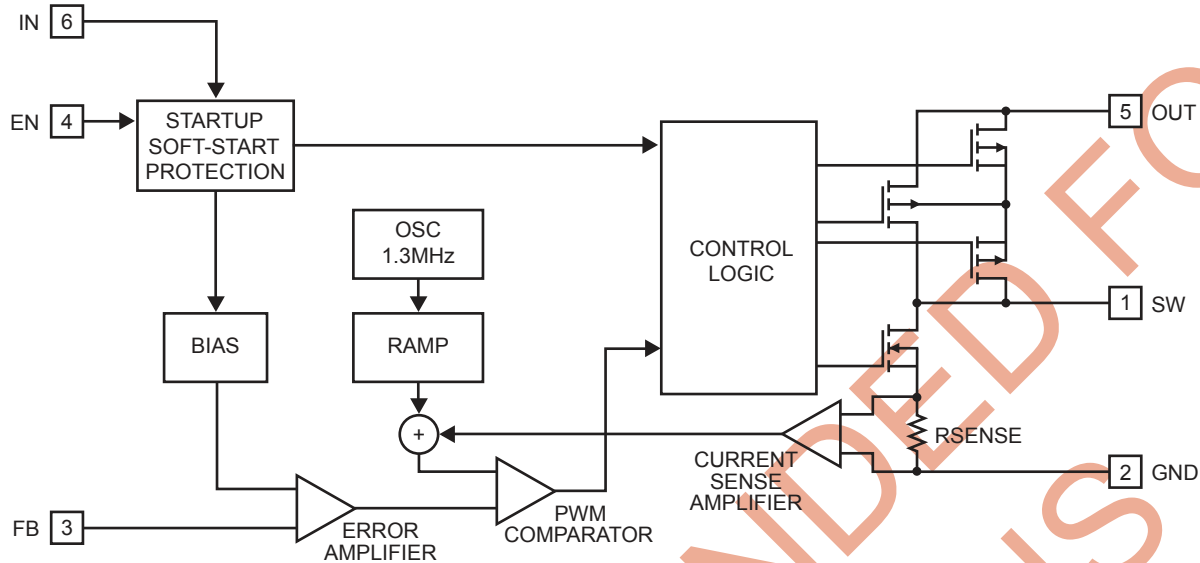 IN 6
EN 4
STARTUP
SOFT-START
PROTECTION
5 OUT
OSC
1.3MHz
CONTROL
LOGIC
1 SW
BIAS
RAMP
+
RSENSE
CURRENT
SENSE
AMPLIFIER
2 GND
FB 3
ERROR
AMPLIFIER
PWM
COMPARATOR